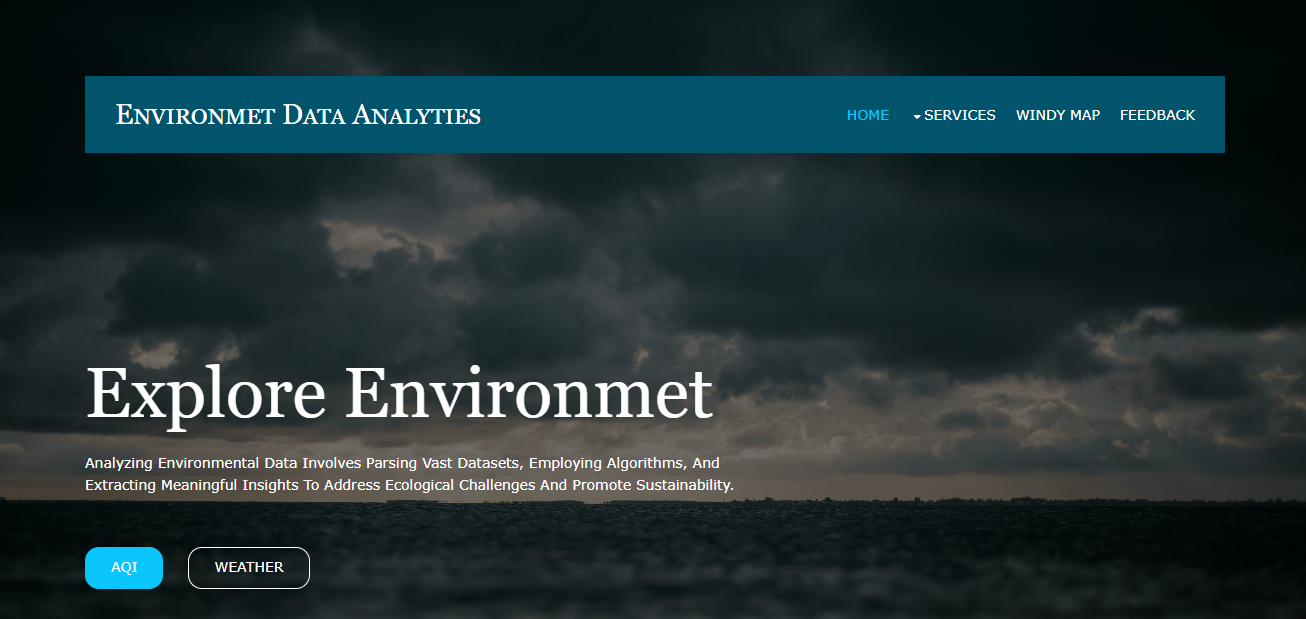 Environmet Data Analyties
HOME SERVICES WINDY MAP FEEDBACK
Explore Environmet
Analyzing Environmental Data Involves Parsing Vast Datasets, Employing Algorithms, And
Extracting Meaningful Insights To Address Ecological Challenges And Promote Sustainability.
AQI WEATHER